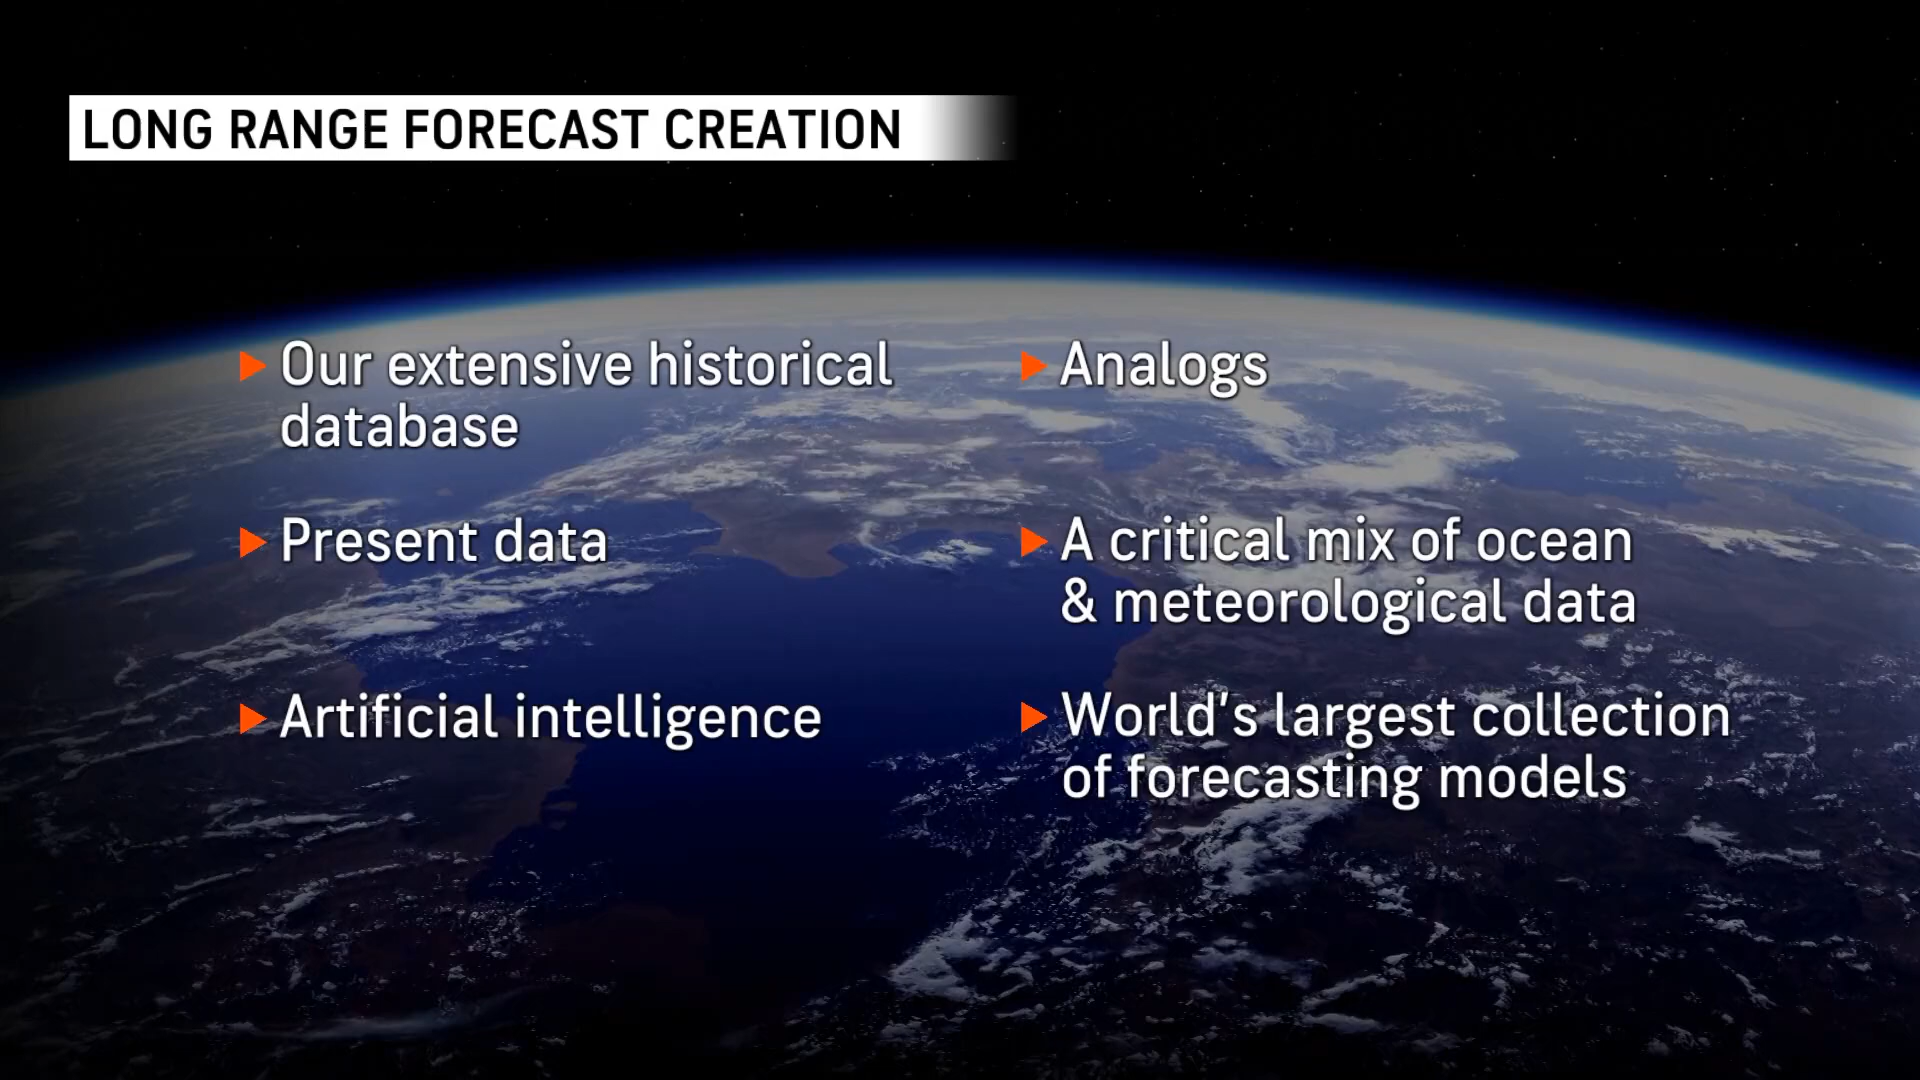 LONG RANGE FORECAST CREATION
Our extensive historical
database
Present data
Artificial intelligence
Analogs
A critical mix of ocean
& meteorological data
World's largest collection
of forecasting models